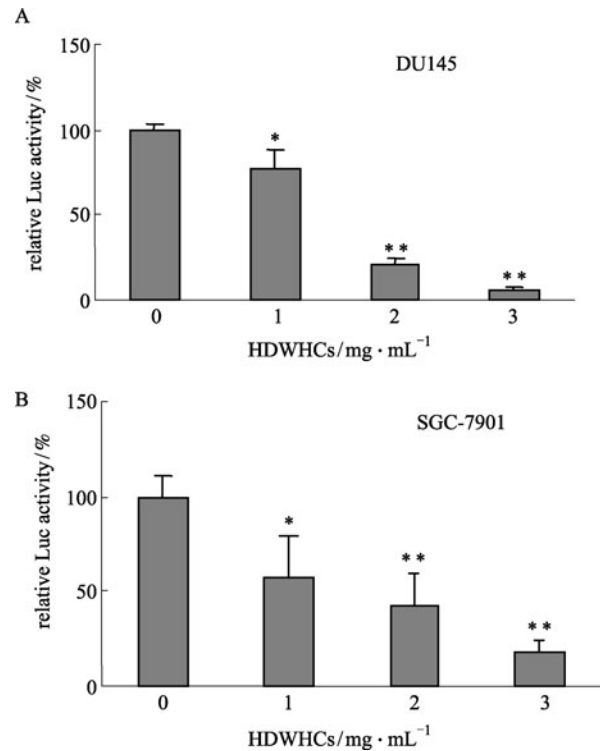 A
DU145
relative Luc activity/%
150
100
50
0
*
**
**
0 1 2 3
HDWHCs/mg·mL⁻¹
B
SGC-7901
relative Luc activity/%
150
100
50
0
*
**
**
0 1 2 3
HDWHCs/mg·mL⁻¹